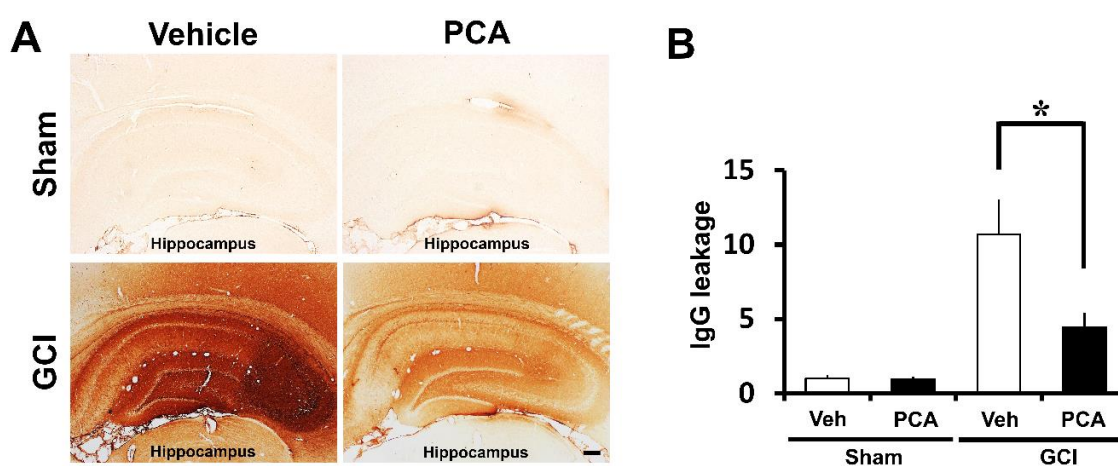 A
Vehicle
PCA
Sham
Hippocampus
Hippocampus
GCI
Hippocampus
Hippocampus
B
*
IgG leakage
15
10
5
0
Veh
PCA
Veh
PCA
Sham
GCI